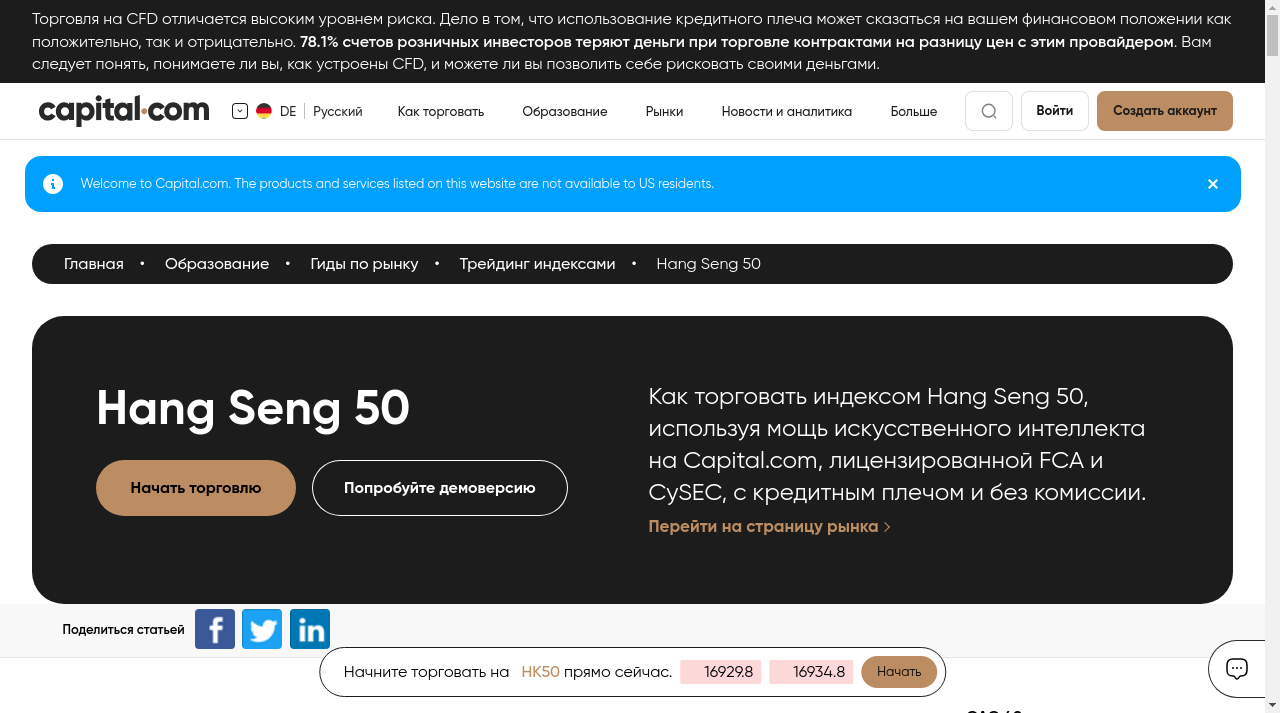 Торговля на CFD отличается высоким уровнем риска. Дело в том, что использование кредитного плеча может сказаться на вашем финансовом положении как
положительно, так и отрицательно. 78.1% счетов розничных инвесторов теряют деньги при торговле контрактами на разницу цен с этим провайдером. Вам
следует понять, понимаете ли вы, как устроены CFD, и можете ли вы позволить себе рисковать своими деньгами.
capital.com DE Русский Как торговать Образование Рынки Новости и аналитика Больше Войти Создать аккаунт
Welcome to Capital.com. The products and services listed on this website are not available to US residents.
Главная • Образование • Гиды по рынку • Трейдинг индексами • Hang Seng 50
Hang Seng 50
Начать торговлю Попробуйте демоверсию
Как торговать индексом Hang Seng 50,
используя мощь искусственного интеллекта
на Capital.com, лицензированной FCA и
CySEC, с кредитным плечом и без комиссии.
Перейти на страницу рынка
Поделиться статьей
Начните торговать на HK50 прямо сейчас. 16929.8 16934.8 Начать